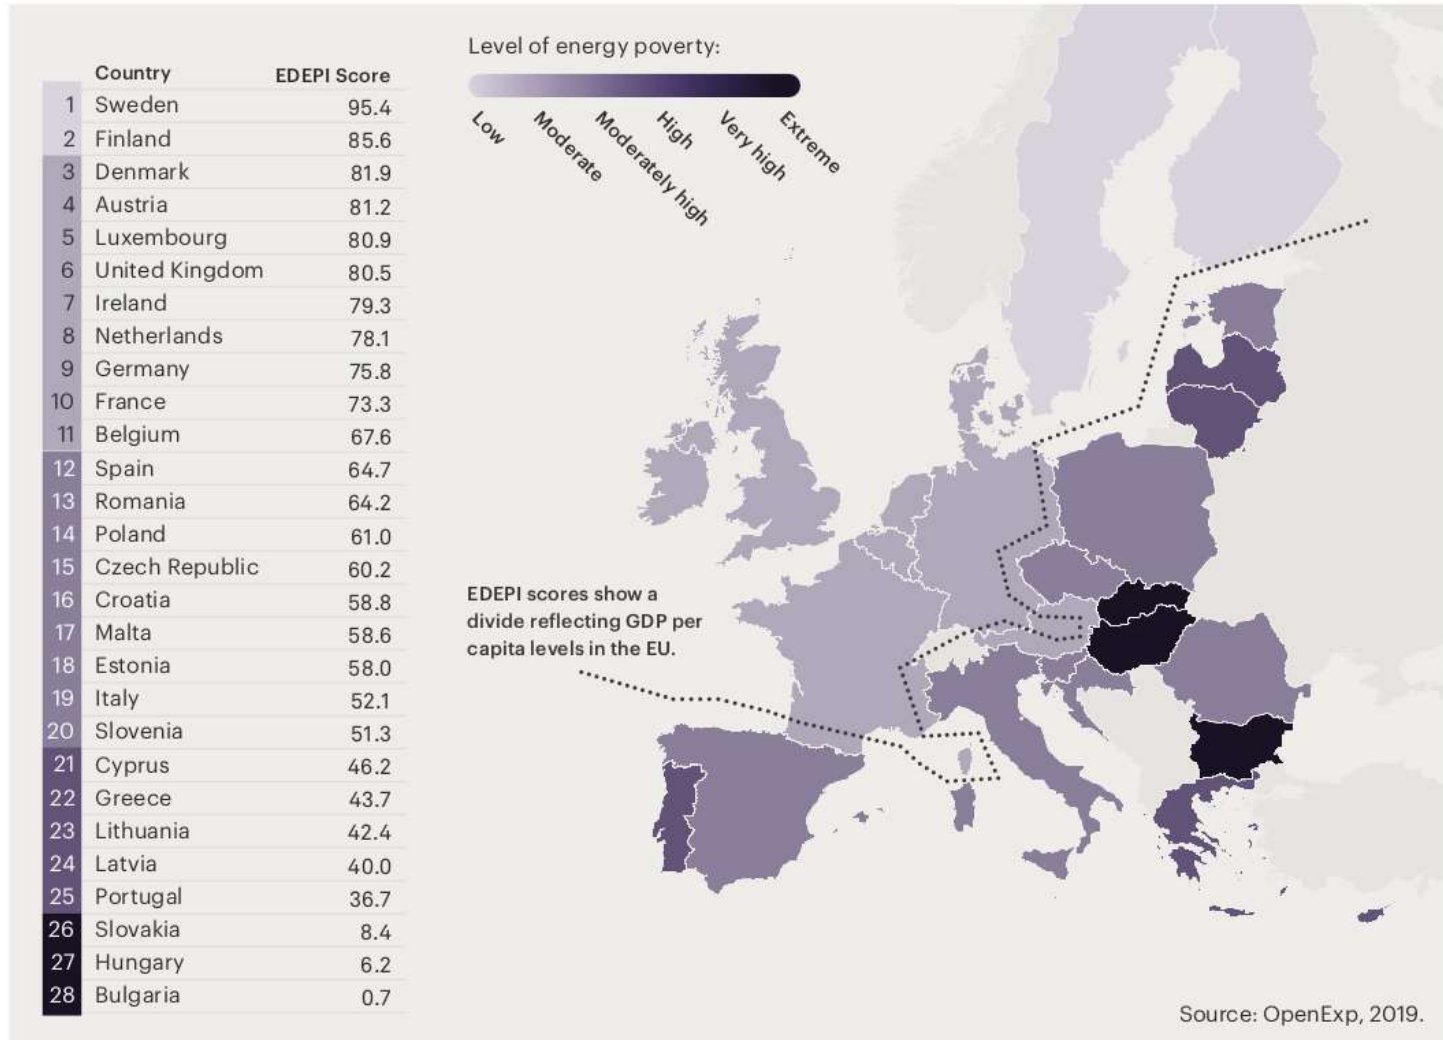 Country EDEPI Score
1 Sweden 95.4
2 Finland 85.6
3 Denmark 81.9
4 Austria 81.2
5 Luxembourg 80.9
6 United Kingdom 80.5
7 Ireland 79.3
8 Netherlands 78.1
9 Germany 75.8
10 France 73.3
11 Belgium 67.6
12 Spain 64.7
13 Romania 64.2
14 Poland 61.0
15 Czech Republic 60.2
16 Croatia 58.8
17 Malta 58.6
18 Estonia 58.0
19 Italy 52.1
20 Slovenia 51.3
21 Cyprus 46.2
22 Greece 43.7
23 Lithuania 42.4
24 Latvia 40.0
25 Portugal 36.7
26 Slovakia 8.4
27 Hungary 6.2
28 Bulgaria 0.7
Level of energy poverty:
Low
Moderate
Moderately high
High
Very high
Extreme
EDEPI scores show a
divide reflecting GDP per
capita levels in the EU.
Source: OpenExp, 2019.